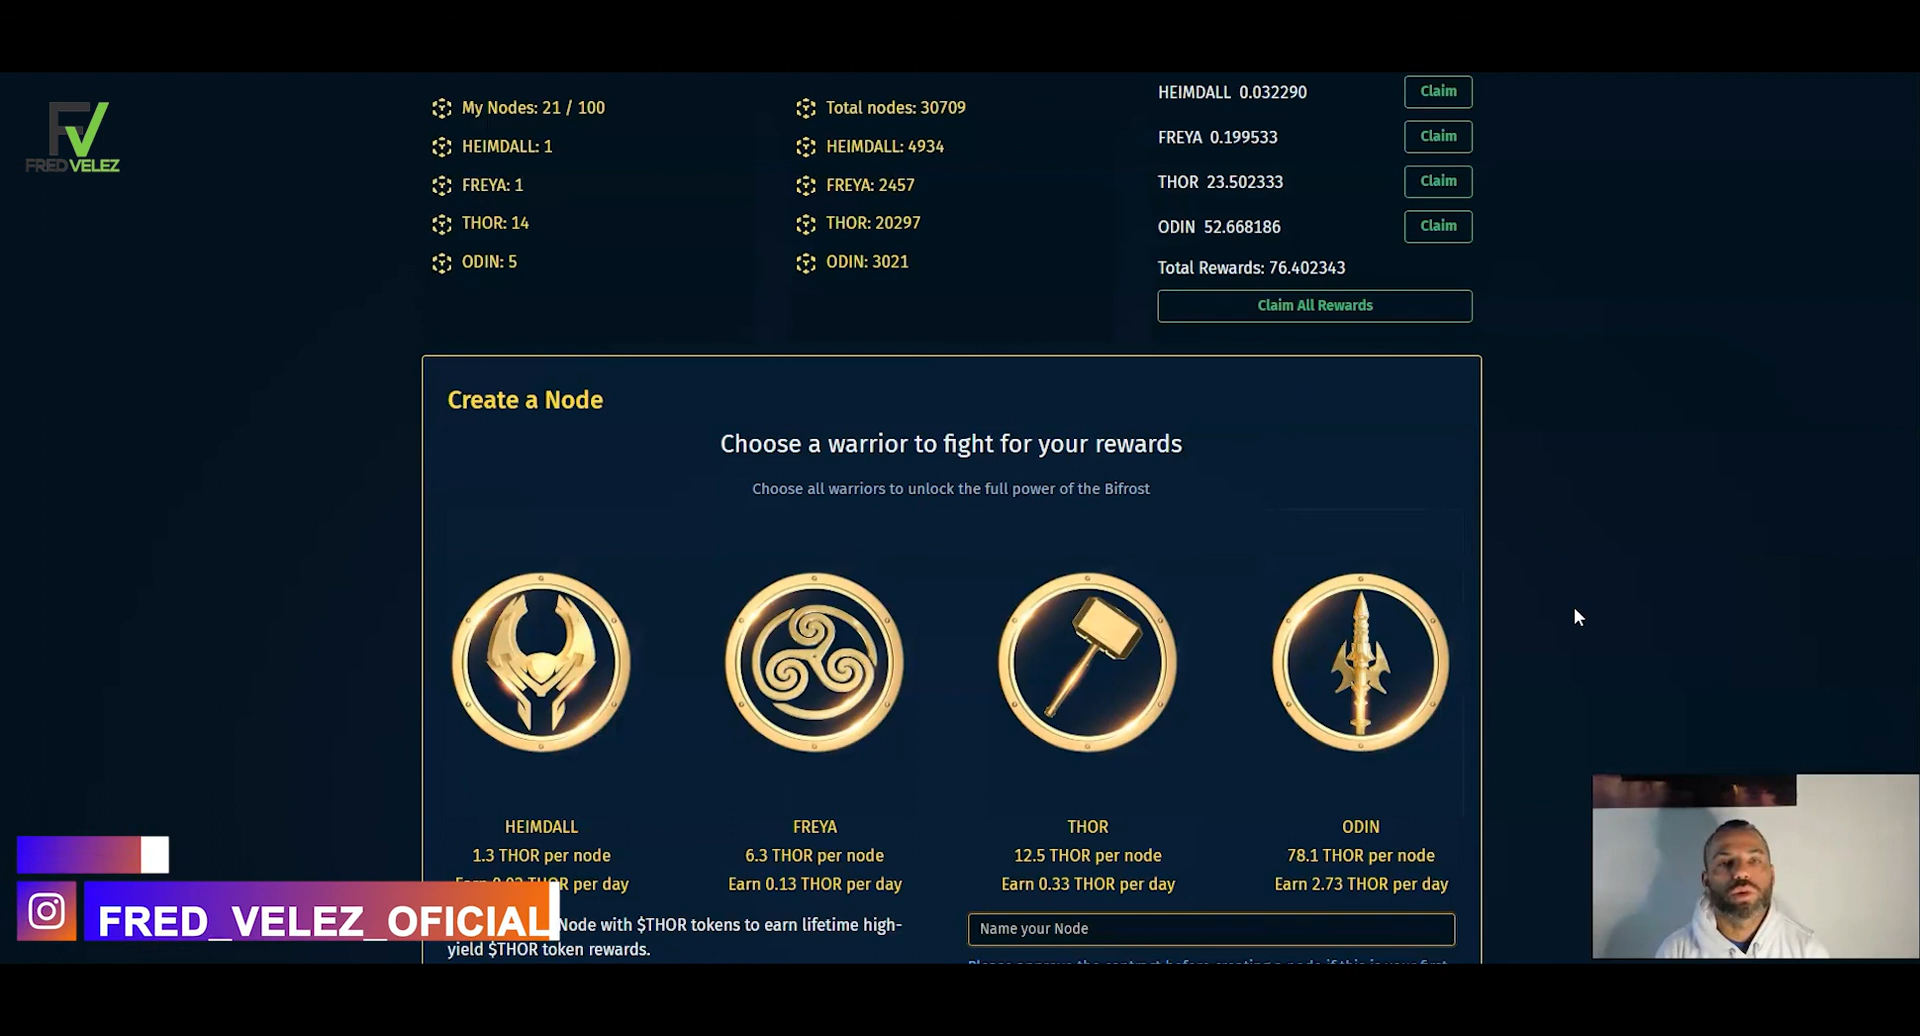 FRED VELEZ
My Nodes: 21 / 100
HEIMDALL: 1
FREYA: 1
THOR: 14
ODIN: 5
Total nodes: 30709
HEIMDALL: 4934
FREYA: 2457
THOR: 20297
ODIN: 3021
HEIMDALL 0.032290 Claim
FREYA 0.199533 Claim
THOR 23.502333 Claim
ODIN 52.668186 Claim
Total Rewards: 76.402343
Claim All Rewards
Create a Node
Choose a warrior to fight for your rewards
Choose all warriors to unlock the full power of the Bifrost
HEIMDALL
1.3 THOR per node
THOR per day
FREYA
6.3 THOR per node
Earn 0.13 THOR per day
THOR
12.5 THOR per node
Earn 0.33 THOR per day
ODIN
78.1 THOR per node
Earn 2.73 THOR per day
Node with $THOR tokens to earn lifetime high-
yield $THOR token rewards.
Name your Node
FRED_VELEZ_OFICIAL